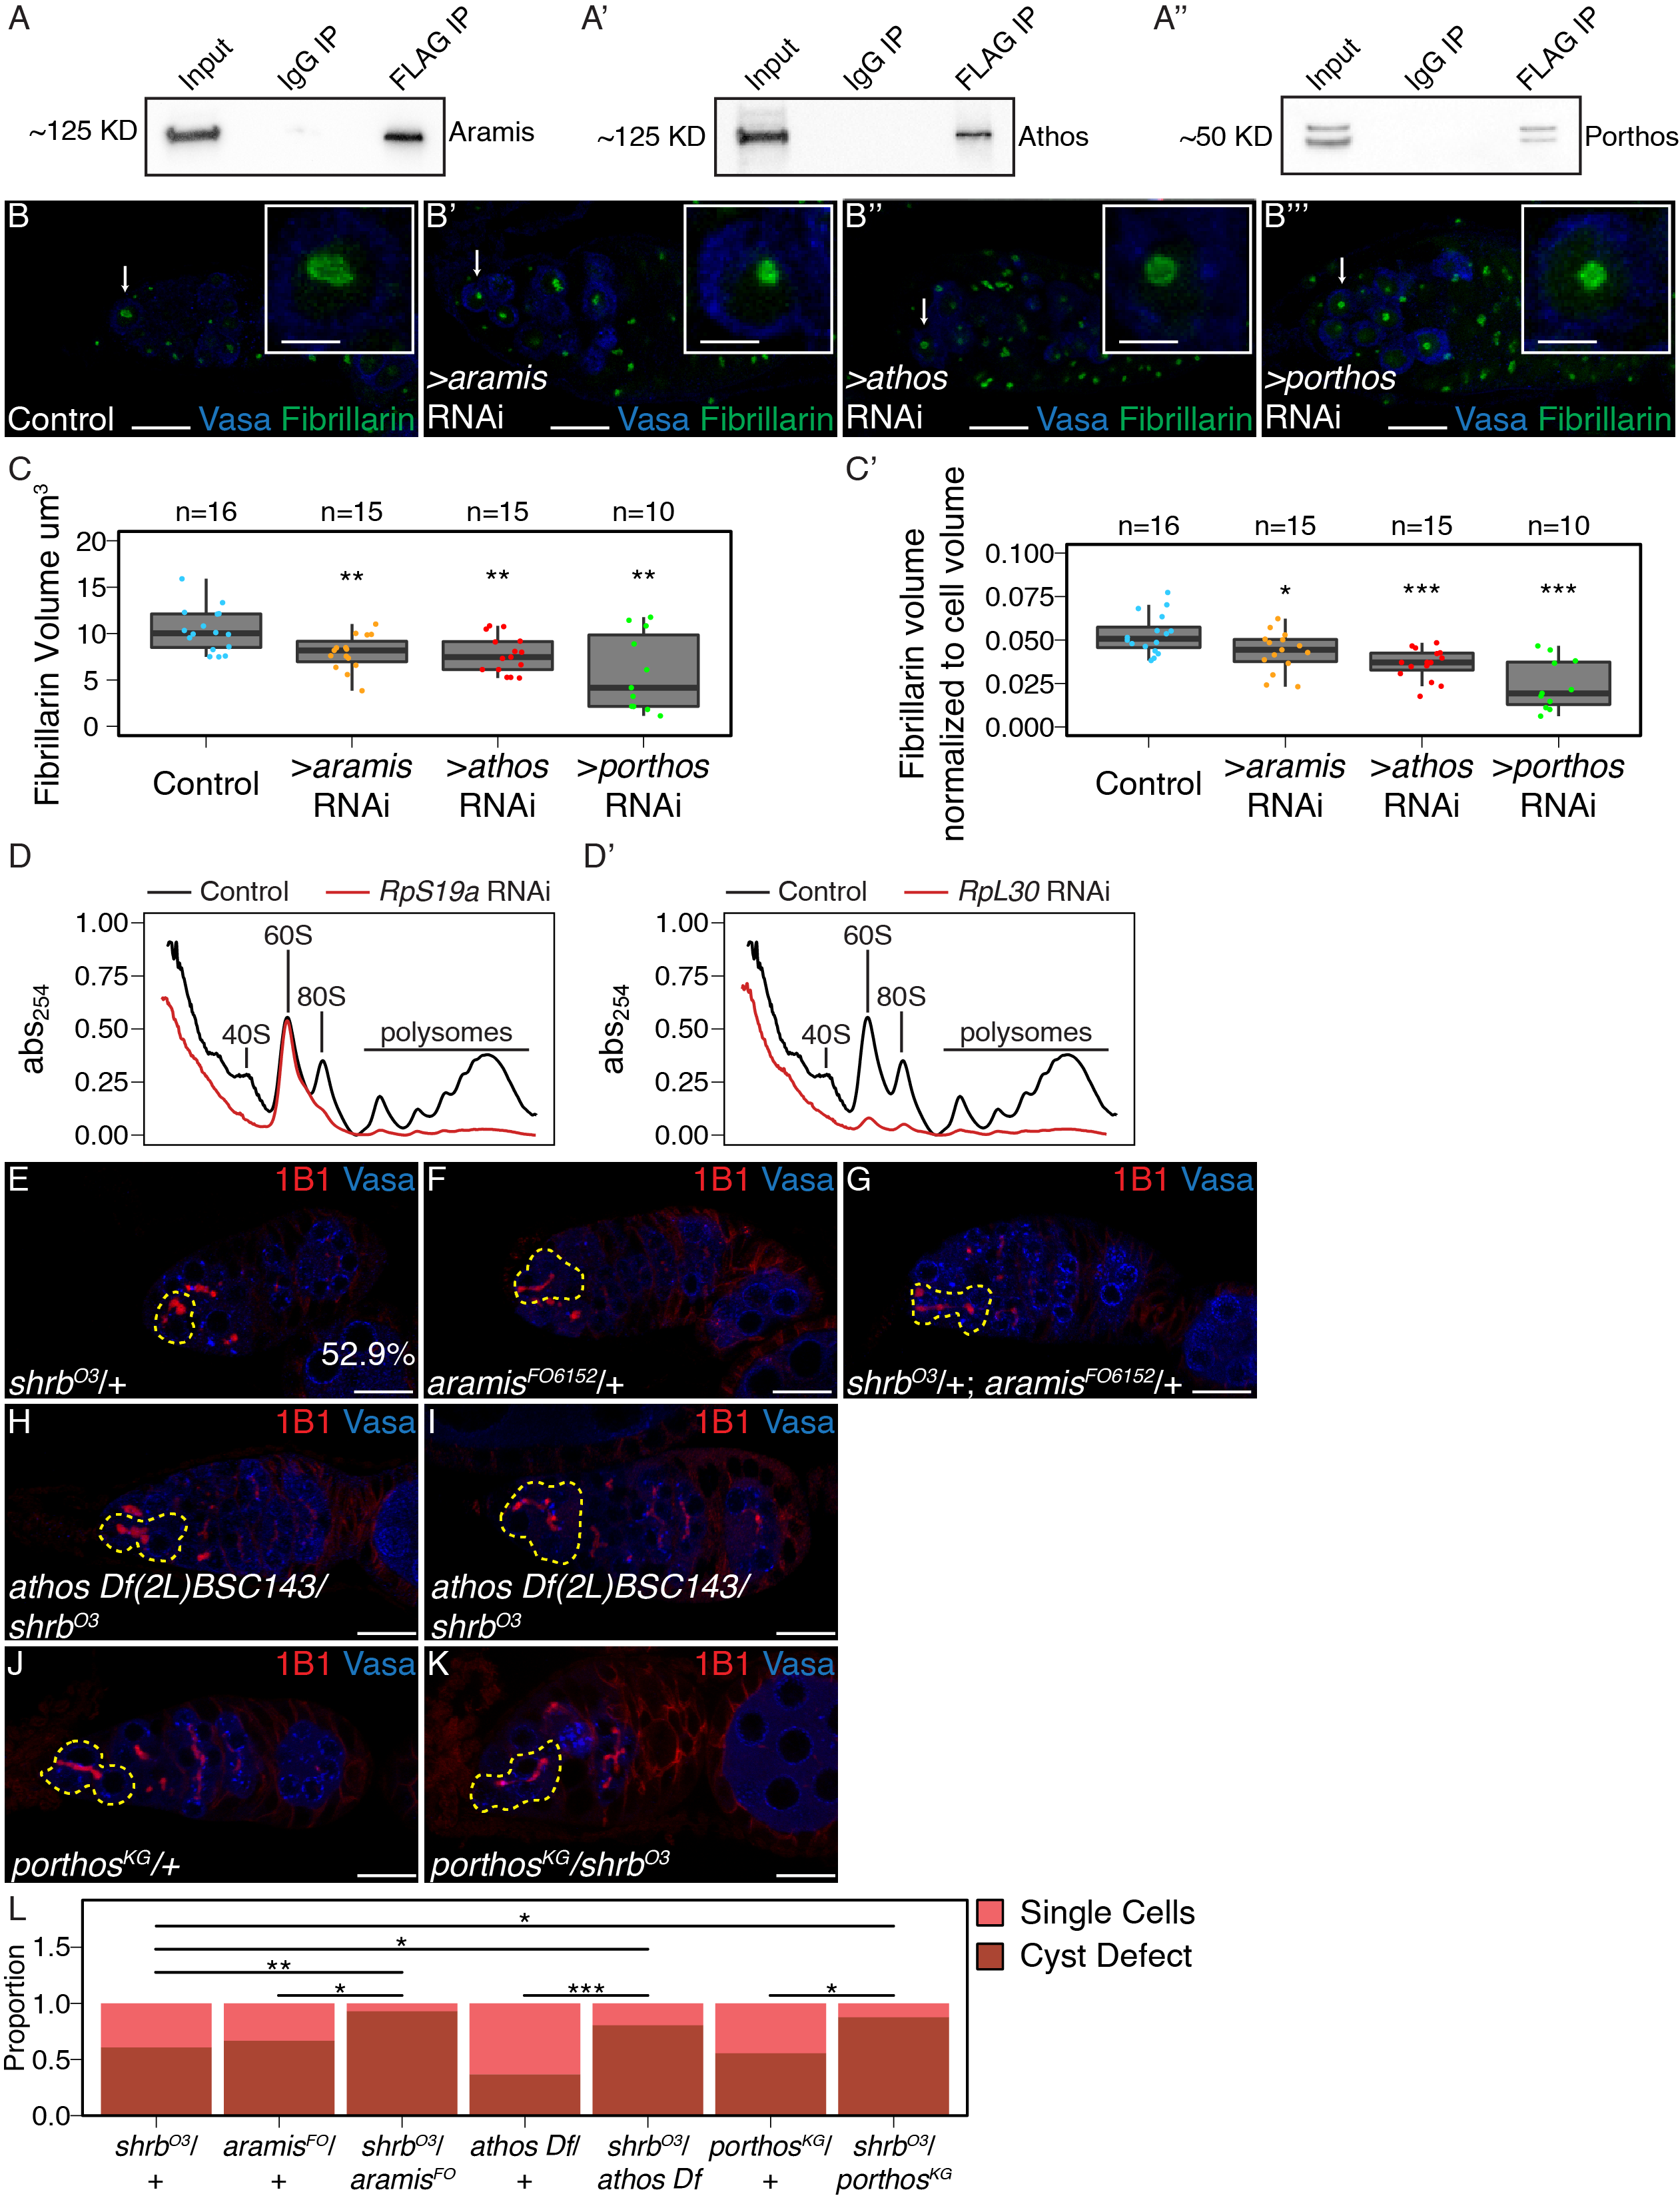 A
Input
IgG IP
FLAG IP
~125 KD
Aramis
A’
Input
IgG IP
FLAG IP
~125 KD
Athos
A’’
Input
IgG IP
FLAG IP
~50 KD
Porthos
B
Control
Vasa Fibrillarin
B’
>aramis
RNAi
Vasa Fibrillarin
B’’
>athos
RNAi
Vasa Fibrillarin
B’’’
>porthos
RNAi
Vasa Fibrillarin
C
Fibrillarin Volume um³
n=16
n=15
n=15
n=10
20
15
10
5
0
**
**
**
Control
>aramis
RNAi
>athos
RNAi
>porthos
RNAi
C’
Fibrillarin volume
normalized to cell volume
n=16
n=15
n=15
n=10
0.100
0.075
0.050
0.025
0.000
*
***
***
Control
>aramis
RNAi
>athos
RNAi
>porthos
RNAi
D
Control
RpS19a RNAi
abs254
1.00
0.75
0.50
0.25
0.00
40S
60S
80S
polysomes
D’
Control
RpL30 RNAi
abs254
1.00
0.75
0.50
0.25
0.00
40S
60S
80S
polysomes
E
1B1 Vasa
52.9%
shrbO3/+
F
1B1 Vasa
aramisFO6152/+
G
1B1 Vasa
shrbO3/+; aramisFO6152/+
H
1B1 Vasa
athos Df(2L)BSC143/
shrbO3
I
1B1 Vasa
athos Df(2L)BSC143/
shrbO3
J
1B1 Vasa
porthosKG/+
K
1B1 Vasa
porthosKG/shrbO3
L
Proportion
1.5
1.0
0.5
0.0
*
*
**
*
***
*
Single Cells
Cyst Defect
shrbO3/
+
aramisFO/
+
shrbO3/
aramisFO
athos Df/
+
shrbO3/
athos Df
porthosKG/
+
shrbO3/
porthosKG